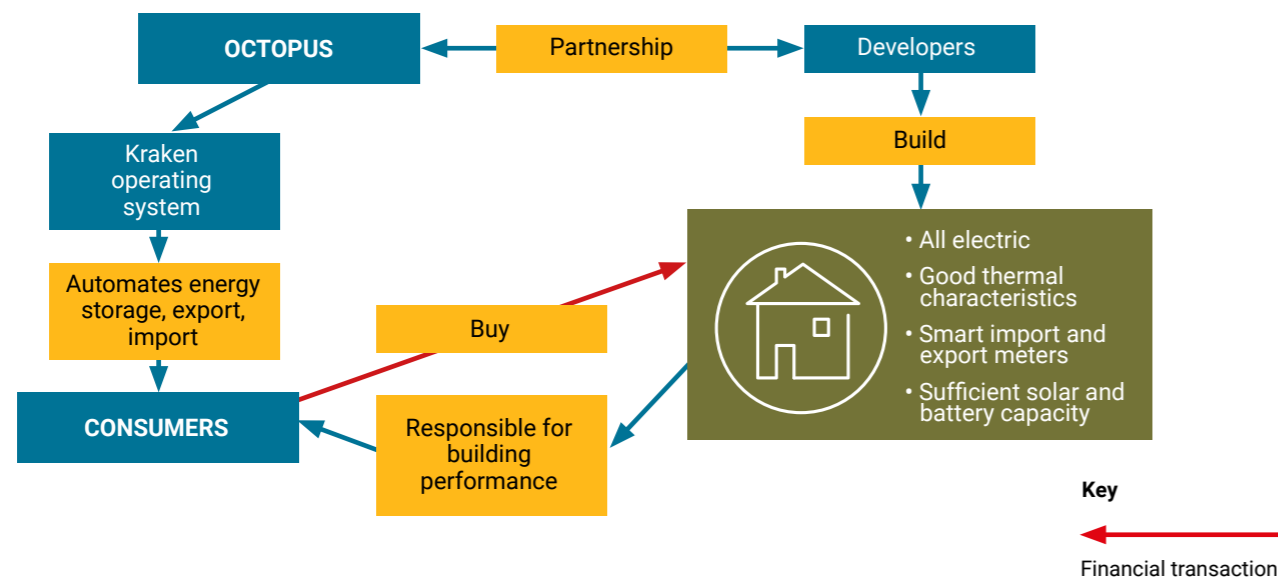 OCTOPUS
Partnership
Developers
Kraken
operating
system
Build
• All electric
• Good thermal
characteristics
• Smart import and
export meters
• Sufficient solar and
battery capacity
Automates energy
storage, export,
import
Buy
CONSUMERS
Responsible for
building
performance
Key
Financial transaction